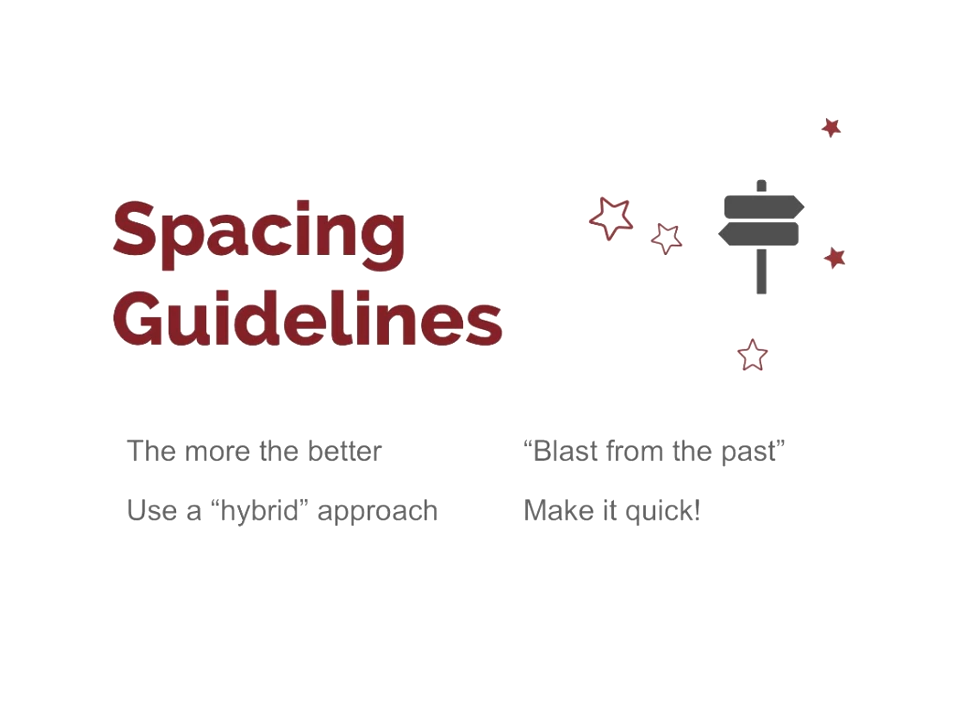 Spacing
Guidelines
The more the better
Use a “hybrid” approach
“Blast from the past”
Make it quick!